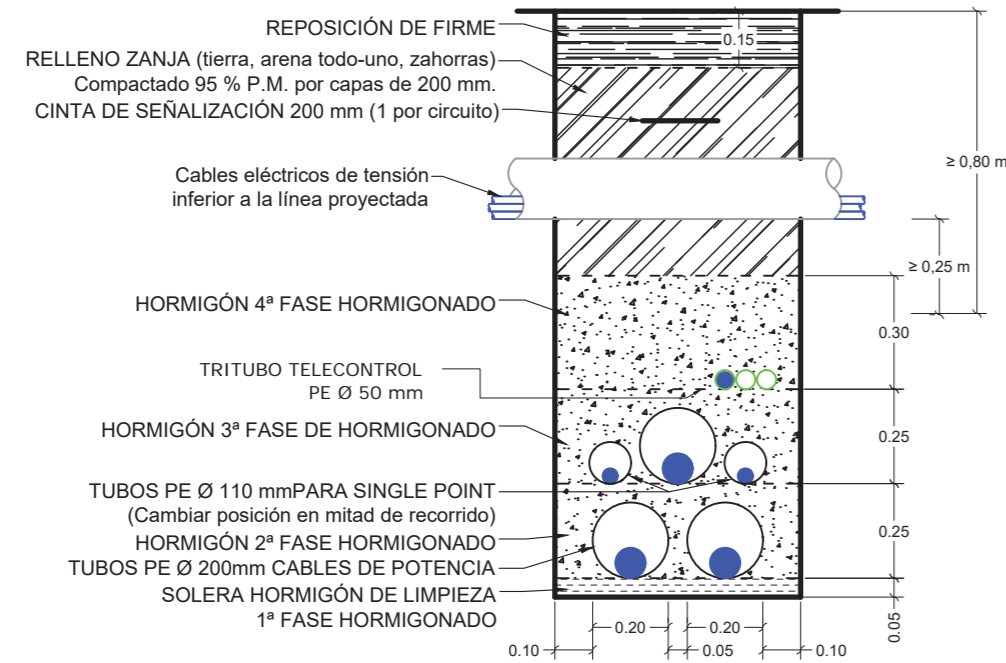 REPOSICIÓN DE FIRME
0.15
RELLENO ZANJA (tierra, arena todo-uno, zahorras)
Compactado 95 % P.M. por capas de 200 mm.
CINTA DE SEÑALIZACIÓN 200 mm (1 por circuito)
≥ 0,80 m
Cables eléctricos de tensión
inferior a la línea proyectada
≥ 0,25 m
HORMIGÓN 4ª FASE HORMIGONADO
0.30
TRITUBO TELECONTROL
PE Ø 50 mm
HORMIGÓN 3ª FASE DE HORMIGONADO
0.25
TUBOS PE Ø 110 mmPARA SINGLE POINT
(Cambiar posición en mitad de recorrido)
HORMIGÓN 2ª FASE HORMIGONADO
0.25
TUBOS PE Ø 200mm CABLES DE POTENCIA
SOLERA HORMIGÓN DE LIMPIEZA
1ª FASE HORMIGONADO
0.05
0.20
0.20
0.10
0.05
0.10